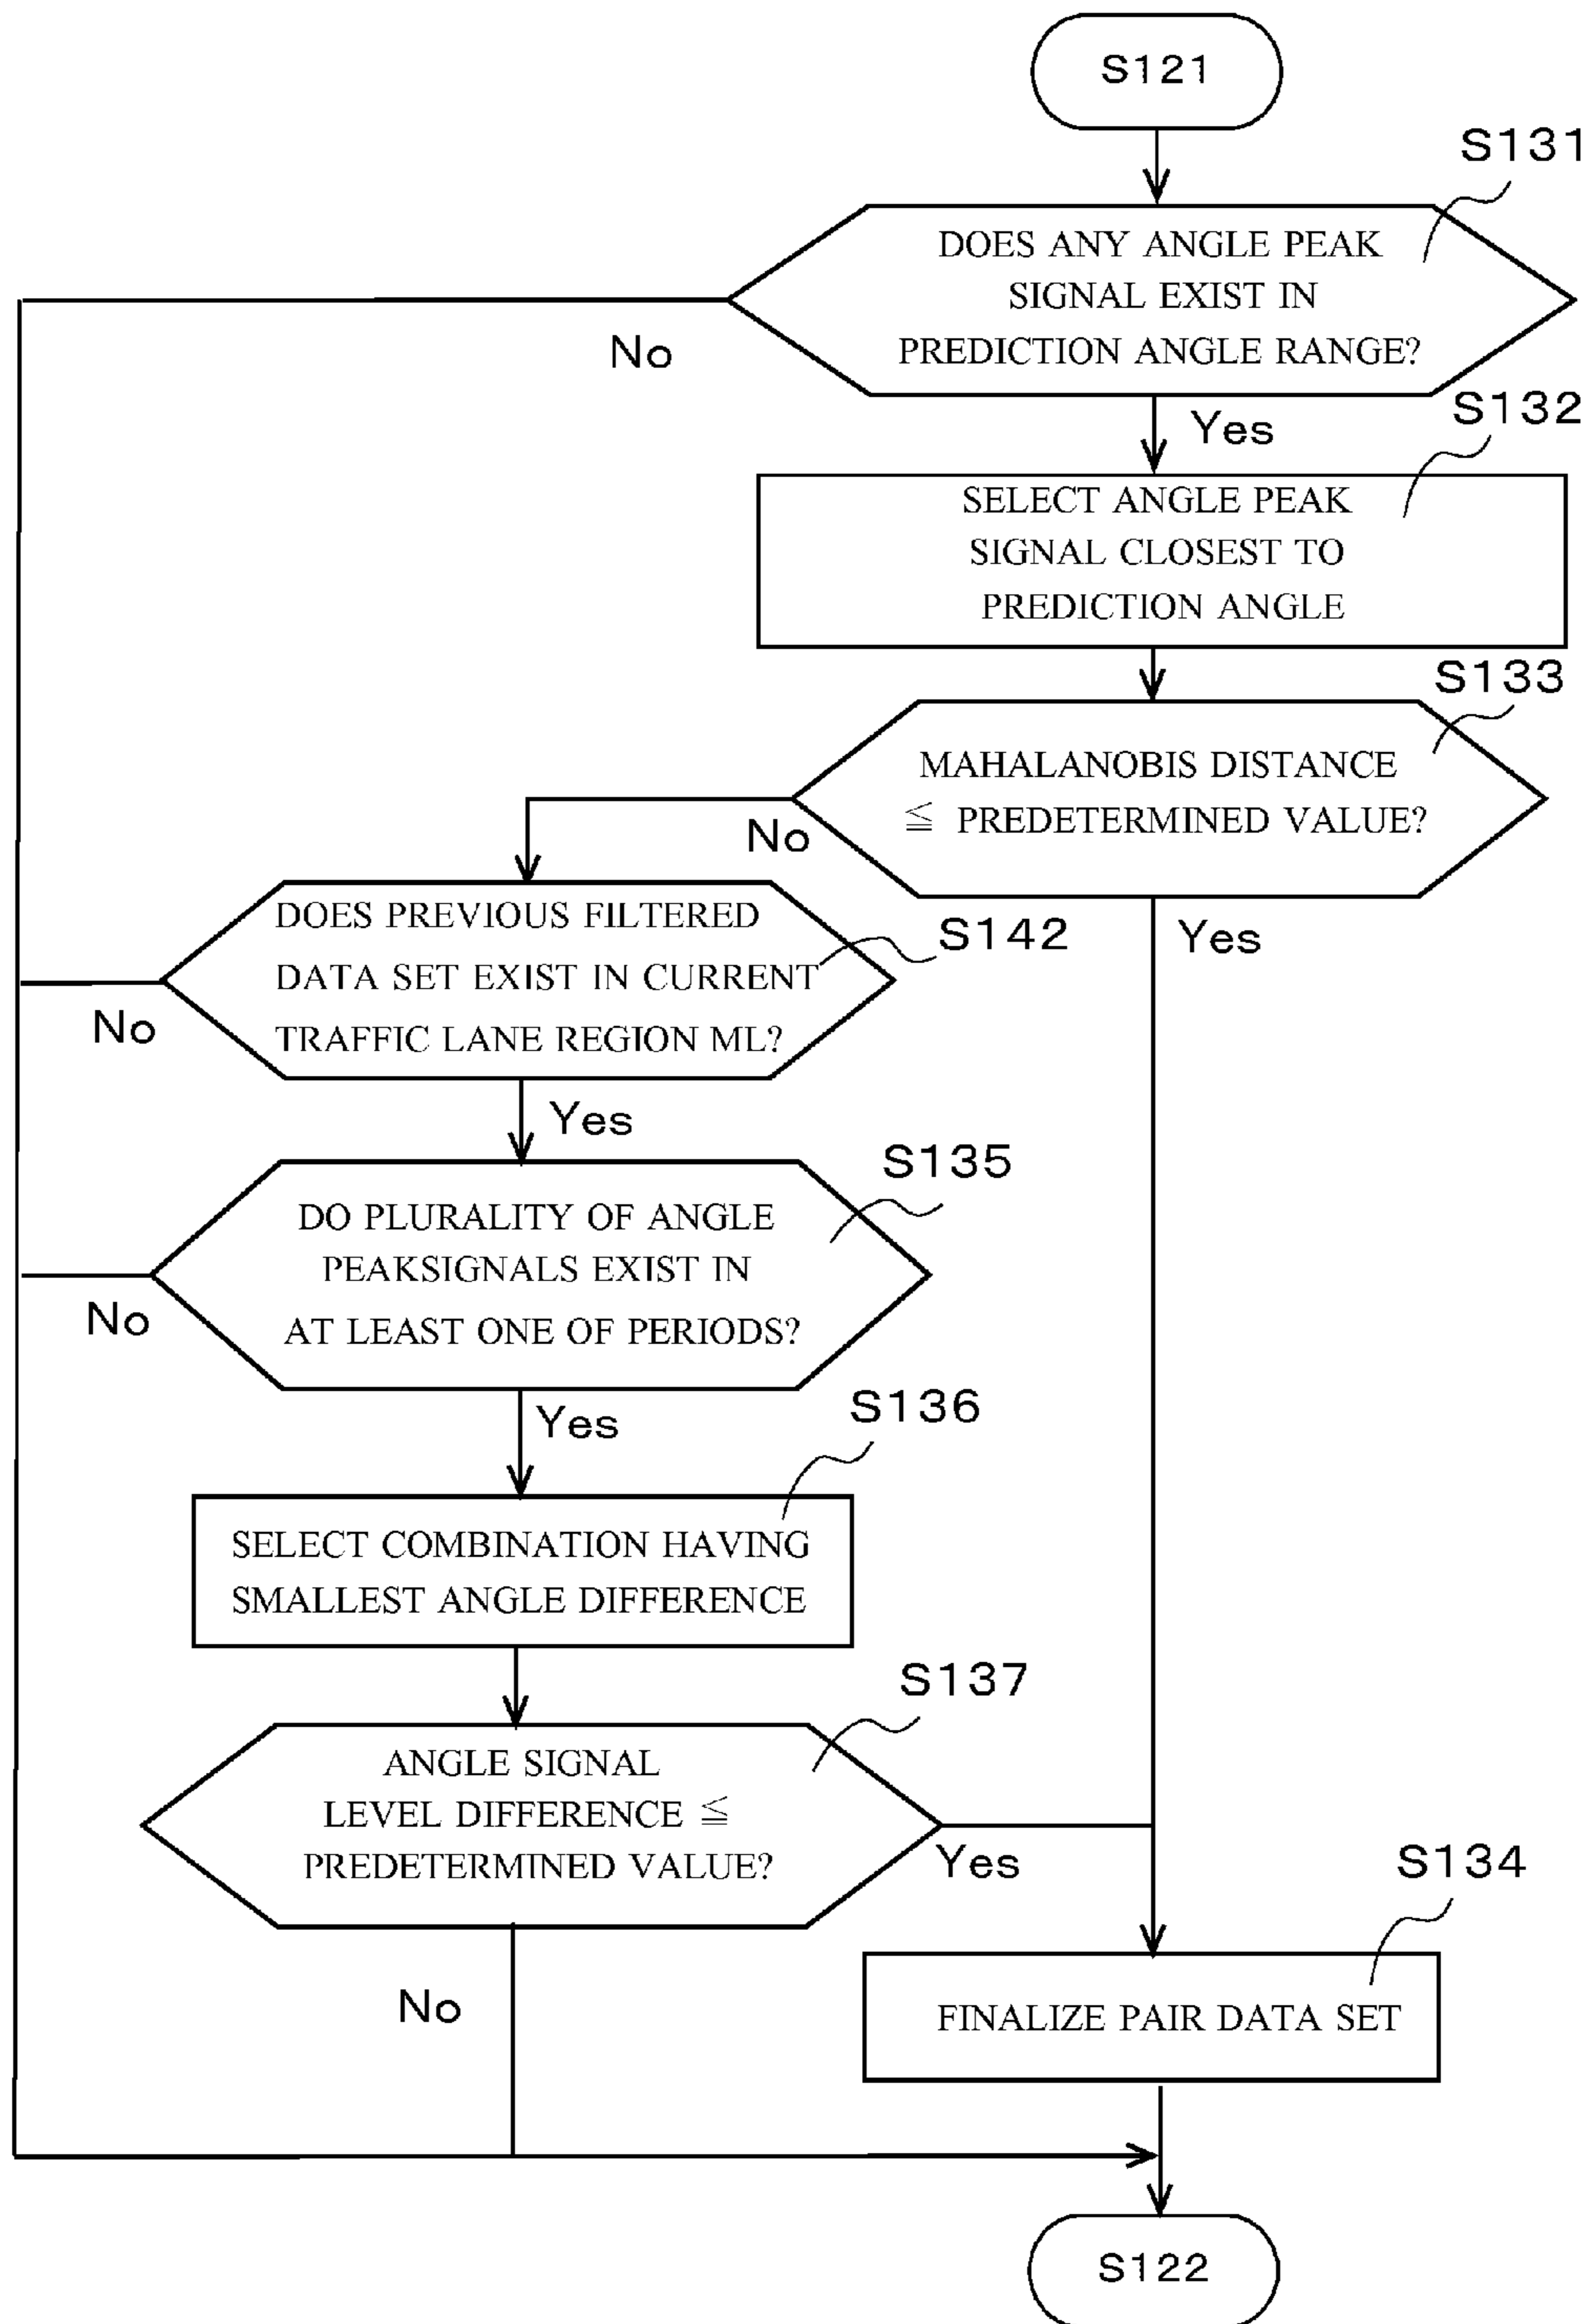 S121
S131
DOES ANY ANGLE PEAK
SIGNAL EXIST IN
PREDICTION ANGLE RANGE?
No
Yes
S132
SELECT ANGLE PEAK
SIGNAL CLOSEST TO
PREDICTION ANGLE
S133
MAHALANOBIS DISTANCE
≦ PREDETERMINED VALUE?
No
Yes
DOES PREVIOUS FILTERED
DATA SET EXIST IN CURRENT
TRAFFIC LANE REGION ML?
S142
No
Yes
S135
DO PLURALITY OF ANGLE
PEAKSIGNALS EXIST IN
AT LEAST ONE OF PERIODS?
No
Yes
S136
SELECT COMBINATION HAVING
SMALLEST ANGLE DIFFERENCE
S137
ANGLE SIGNAL
LEVEL DIFFERENCE ≦
PREDETERMINED VALUE?
Yes
No
S134
FINALIZE PAIR DATA SET
S122